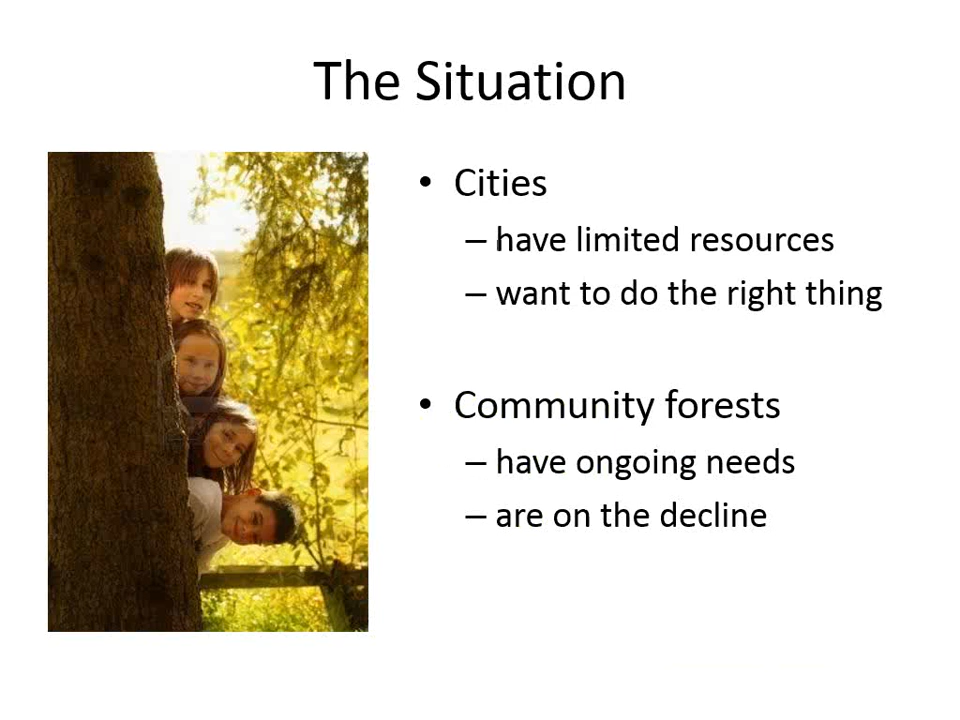 The Situation
• Cities
– have limited resources
– want to do the right thing
• Community forests
– have ongoing needs
– are on the decline